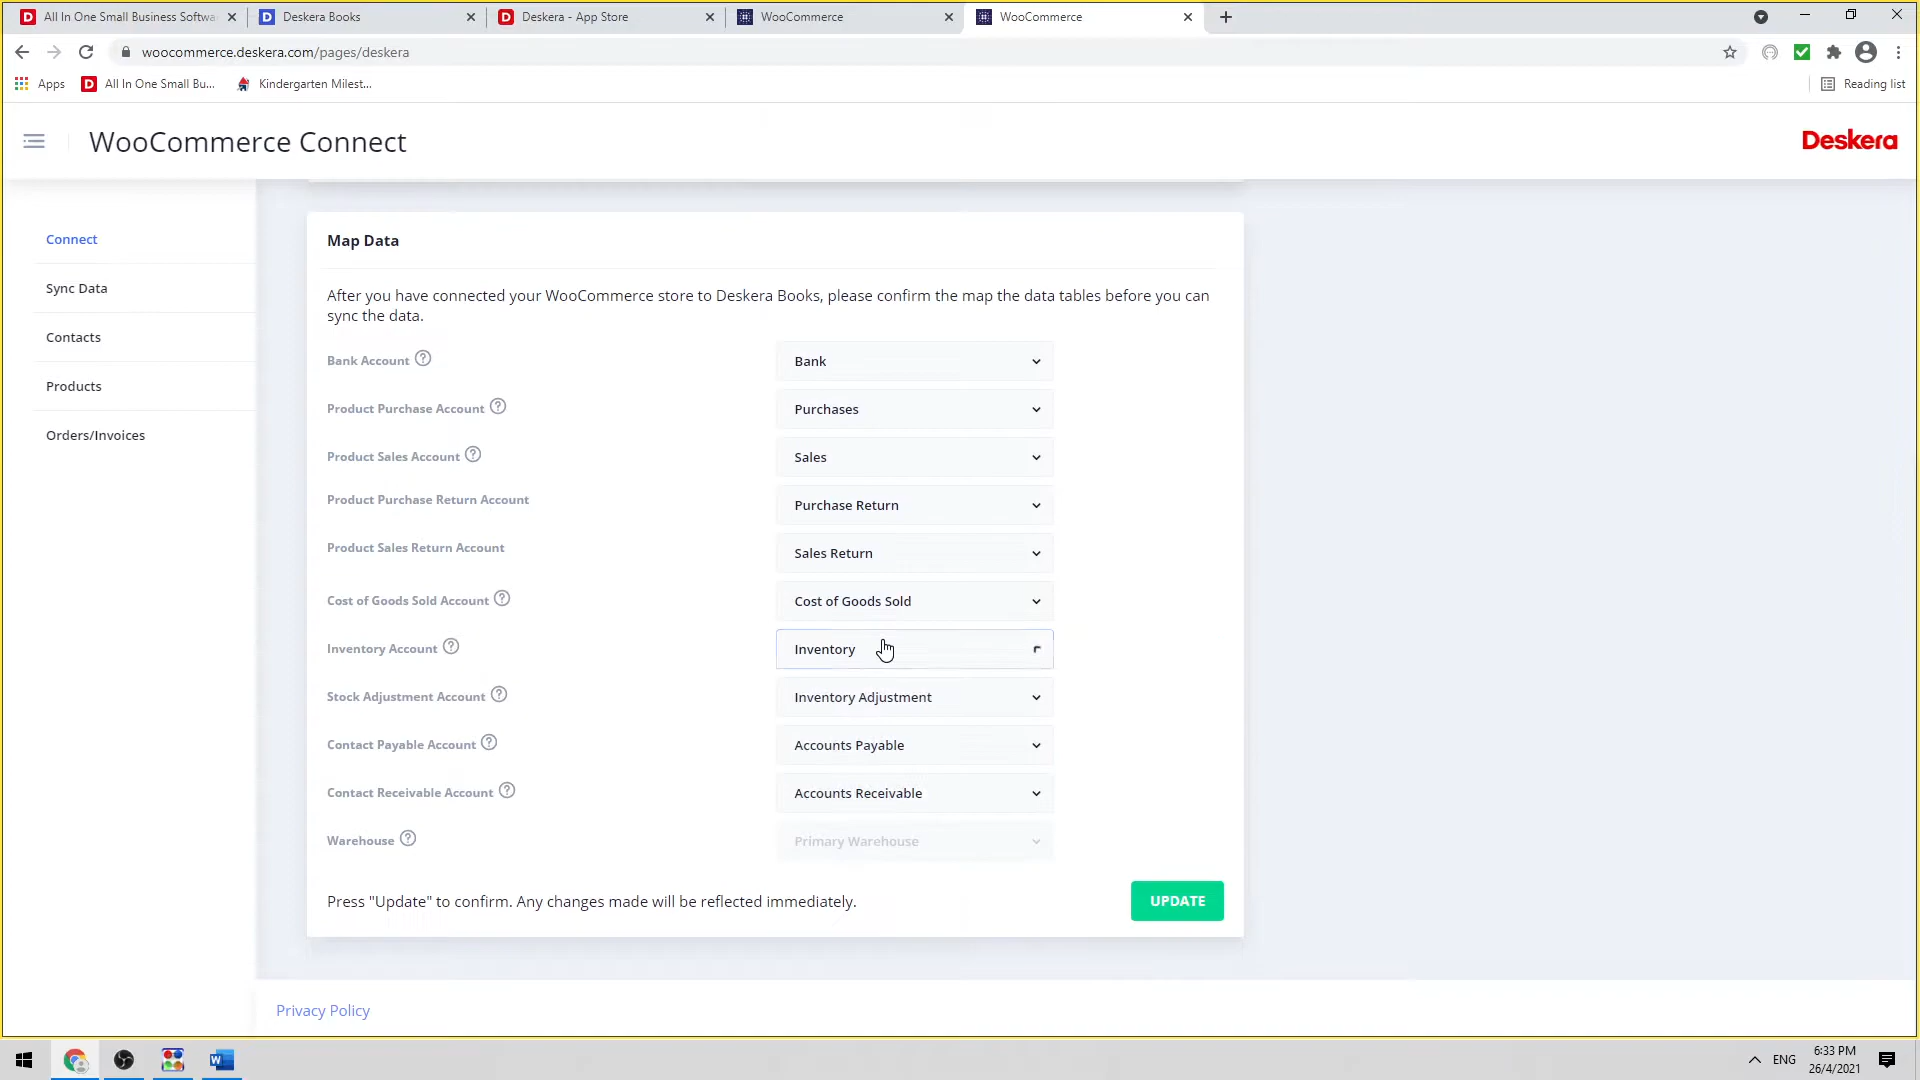 All In One Small Business Softwa
Deskera Books
Deskera - App Store
WooCommerce
WooCommerce
woocommerce.deskera.com/pages/deskera
Apps
All In One Small Bu...
Kindergarten Milest...
Reading list
WooCommerce Connect
Deskera
Connect
Sync Data
Contacts
Products
Orders/Invoices
Map Data
After you have connected your WooCommerce store to Deskera Books, please confirm the map the data tables before you can
sync the data.
Bank Account ?
Bank
Product Purchase Account ?
Purchases
Product Sales Account ?
Sales
Product Purchase Return Account
Purchase Return
Product Sales Return Account
Sales Return
Cost of Goods Sold Account ?
Cost of Goods Sold
Inventory Account ?
Inventory
Stock Adjustment Account ?
Inventory Adjustment
Contact Payable Account ?
Accounts Payable
Contact Receivable Account ?
Accounts Receivable
Warehouse ?
Primary Warehouse
Press "Update" to confirm. Any changes made will be reflected immediately.
UPDATE
Privacy Policy
ENG
6:33 PM
26/4/2021